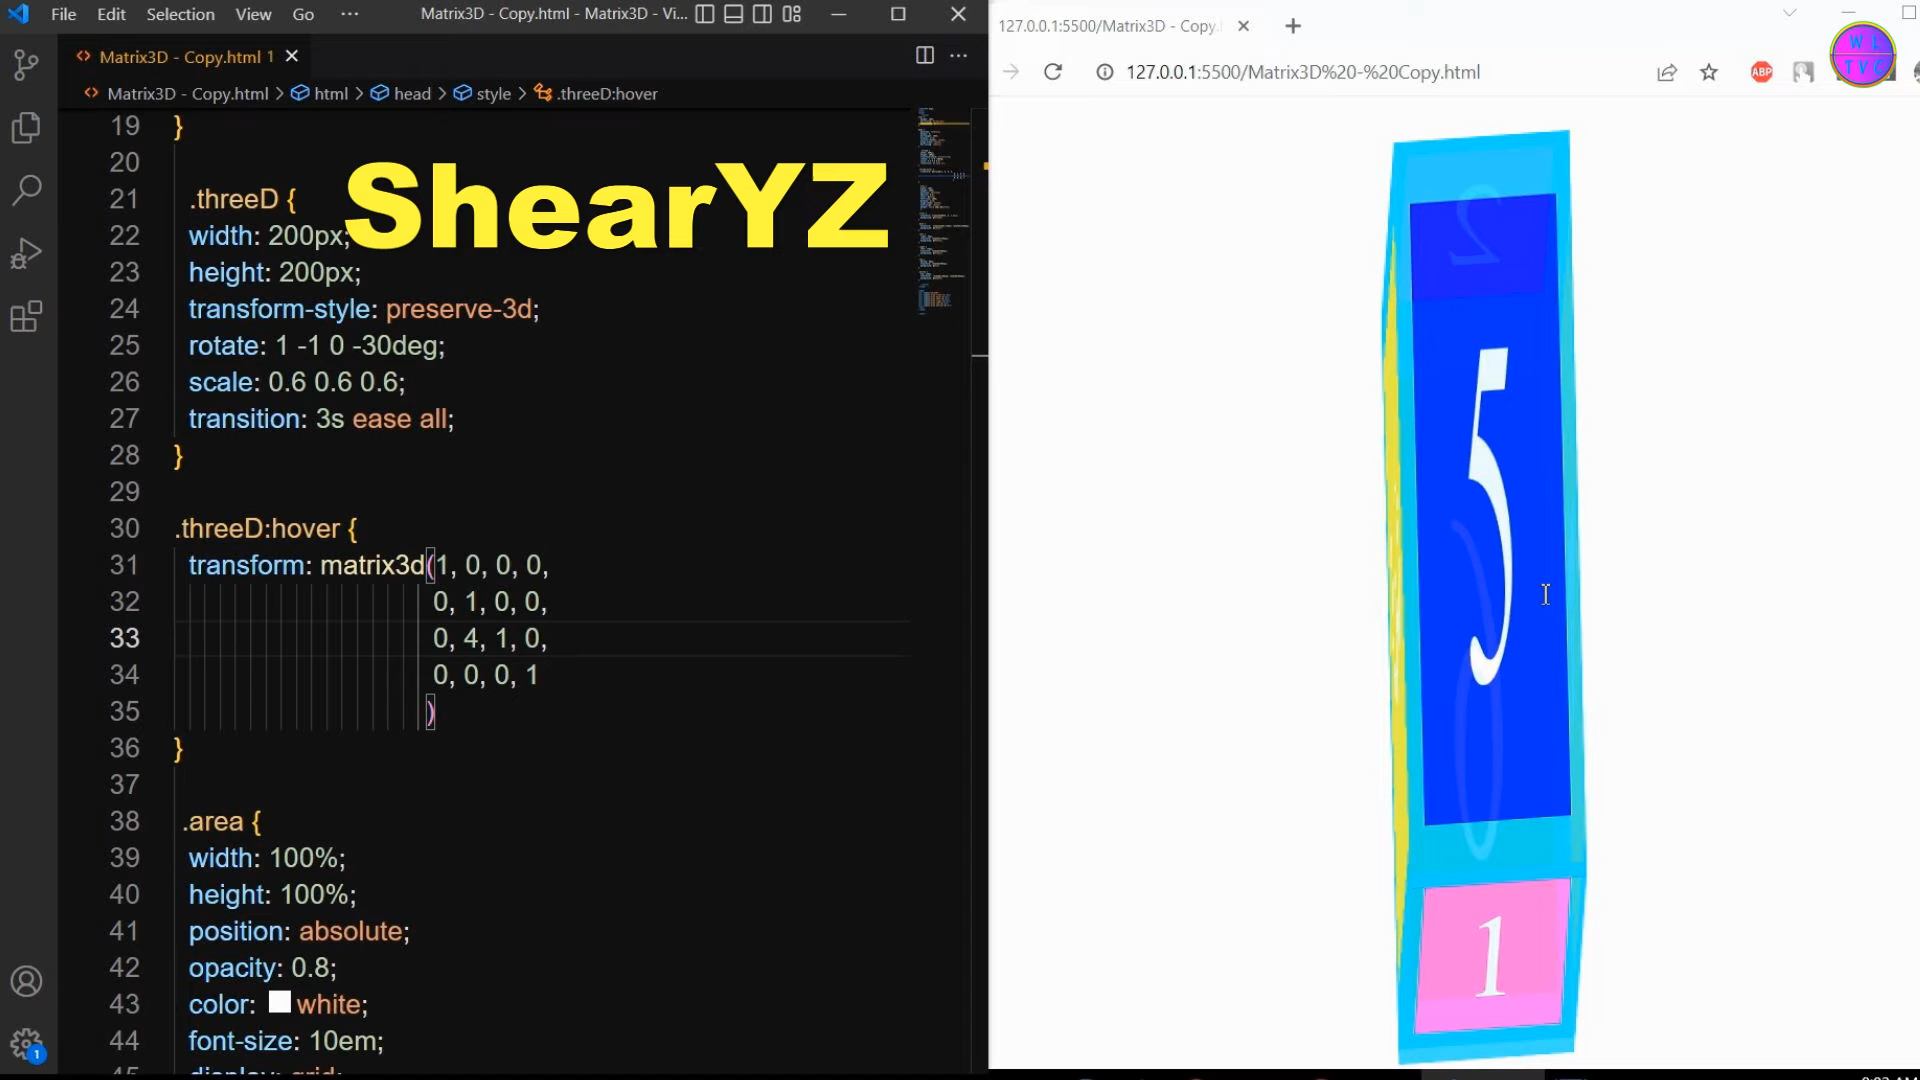 File Edit Selection View Go ··· Matrix3D - Copy.html - Matrix3D - Vi...
Matrix3D - Copy.html 1
Matrix3D - Copy.html > html > head > style > .threeD:hover
19 }
20
21 .threeD {
22 width: 200px;
23 height: 200px;
24 transform-style: preserve-3d;
25 rotate: 1 -1 0 -30deg;
26 scale: 0.6 0.6 0.6;
27 transition: 3s ease all;
28 }
29
30 .threeD:hover {
31 transform: matrix3d(1, 0, 0, 0,
32 0, 1, 0, 0,
33 0, 4, 1, 0,
34 0, 0, 0, 1
35 )
36 }
37
38 .area {
39 width: 100%;
40 height: 100%;
41 position: absolute;
42 opacity: 0.8;
43 color: white;
44 font-size: 10em;
45 display: grid;
1
ShearYZ
127.0.0.1:5500/Matrix3D - Copy.
127.0.0.1:5500/Matrix3D%20-%20Copy.html
ABP
W L
T V C
2
5
1